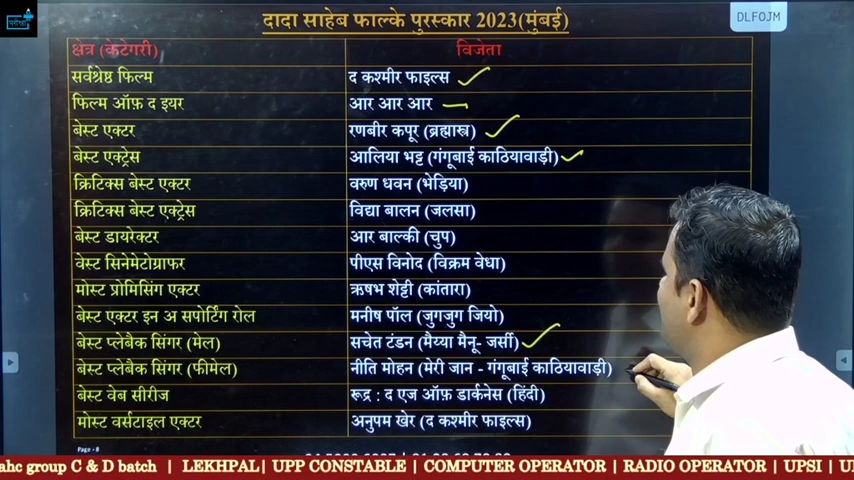 परीक्षा
DLFOJM
दादा साहेब फाल्के पुरस्कार 2023(मुंबई)
क्षेत्र (केटेगरी) विजेता
सर्वश्रेष्ठ फिल्म द कश्मीर फाइल्स
फिल्म ऑफ़ द इयर आर आर आर
बेस्ट एक्टर रणबीर कपूर (ब्रह्मास्त्र)
बेस्ट एक्ट्रेस आलिया भट्ट (गंगूबाई काठियावाड़ी)
क्रिटिक्स बेस्ट एक्टर वरुण धवन (भेड़िया)
क्रिटिक्स बेस्ट एक्ट्रेस विद्या बालन (जलसा)
बेस्ट डायरेक्टर आर बाल्की (चुप)
वेस्ट सिनेमेटोग्राफर पीएस विनोद (विक्रम वेधा)
मोस्ट प्रोमिसिंग एक्टर ऋषभ शेट्टी (कांतारा)
बेस्ट एक्टर इन अ सपोर्टिंग रोल मनीष पॉल (जुगजुग जियो)
बेस्ट प्लेबैक सिंगर (मेल) सचेत टंडन (मैय्या मैनू- जर्सी)
बेस्ट प्लेबैक सिंगर (फीमेल) नीति मोहन (मेरी जान - गंगूबाई काठियावाड़ी)
बेस्ट वेब सीरीज रूद्र : द एज ऑफ़ डार्कनेस (हिंदी)
मोस्ट वर्सटाइल एक्टर अनुपम खेर (द कश्मीर फाइल्स)
Page - 8
ahc group C & D batch | LEKHPAL| UPP CONSTABLE | COMPUTER OPERATOR | RADIO OPERATOR | UPSI | U